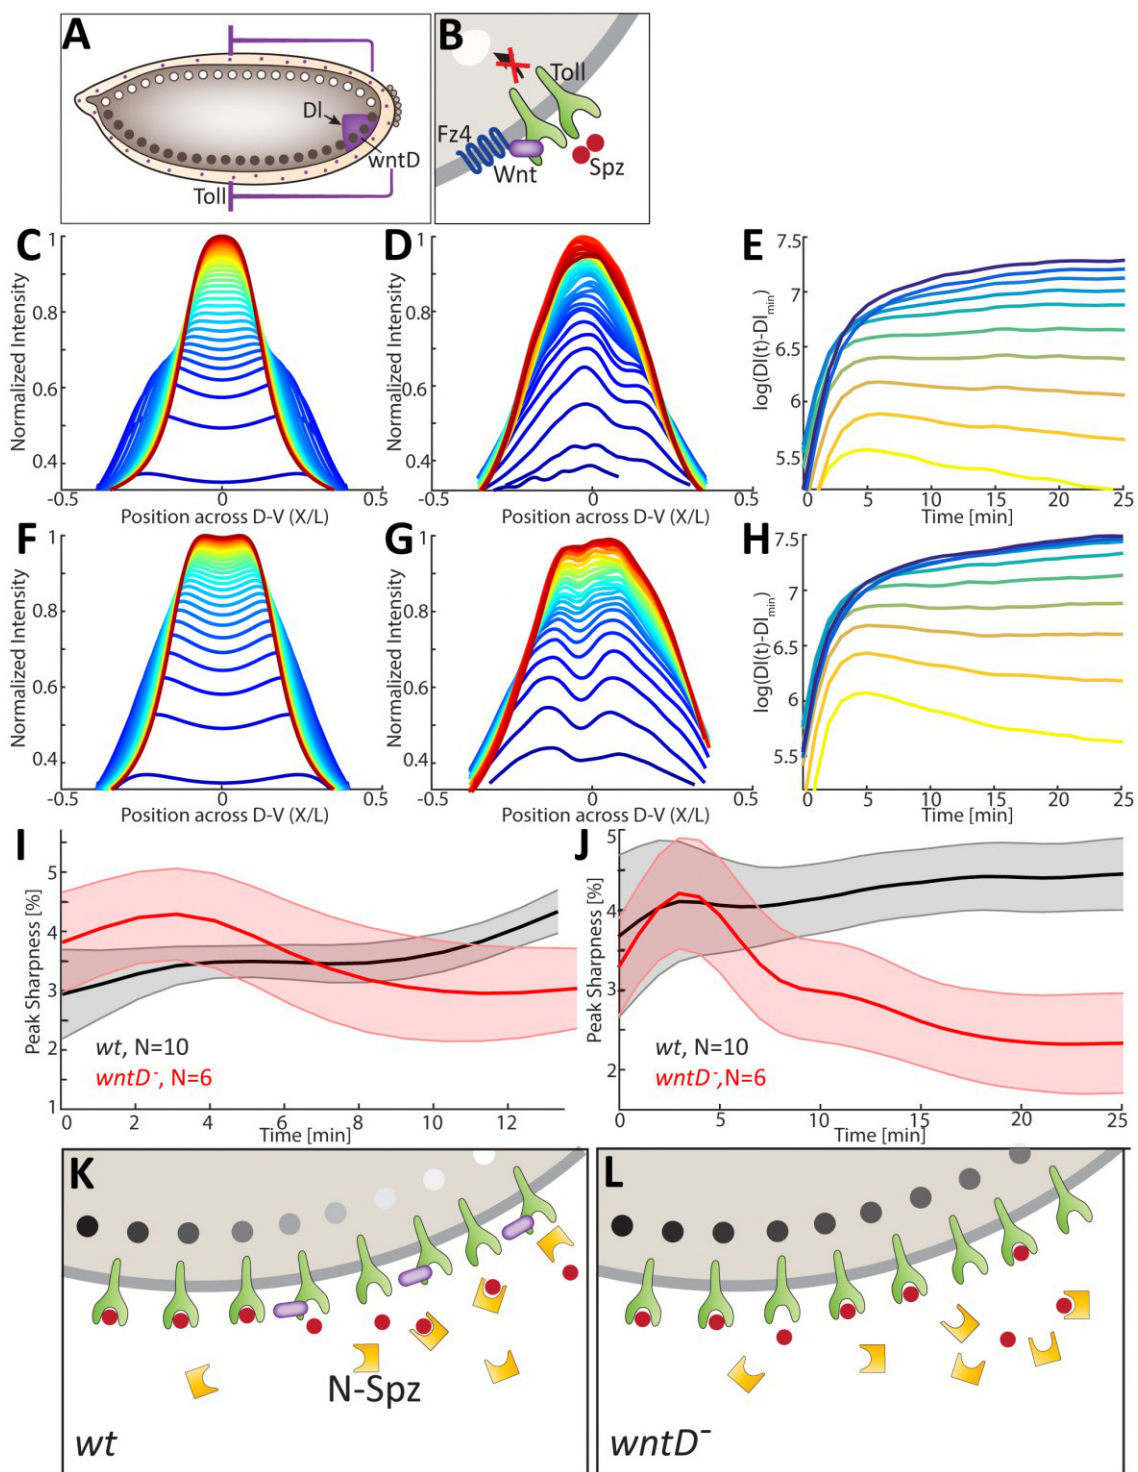 A
Dl
wntD
Toll
B
Toll
Fz4
Wnt
Spz
C
Normalized Intensity
1
0.8
0.6
0.4
-0.5
0
0.5
Position across D-V (X/L)
D
Normalized Intensity
1
0.8
0.6
0.4
-0.5
0
0.5
Position across D-V (X/L)
E
log(Dl(t)-Dl_min)
7.5
7
6.5
6
5.5
0
5
10
15
20
25
Time [min]
F
Normalized Intensity
1
0.8
0.6
0.4
-0.5
0
0.5
Position across D-V (X/L)
G
Normalized Intensity
1
0.8
0.6
0.4
-0.5
0
0.5
Position across D-V (X/L)
H
log(Dl(t)-Dl_min)
7.5
7
6.5
6
5.5
0
5
10
15
20
25
Time [min]
I
Peak Sharpness [%]
5
4
3
2
1
wt, N=10
wntD⁻, N=6
0
2
4
6
8
10
12
Time [min]
J
Peak Sharpness [%]
5
4
3
2
wt, N=10
wntD⁻,N=6
0
5
10
15
20
25
Time [min]
K
N-Spz
wt
L
wntD⁻